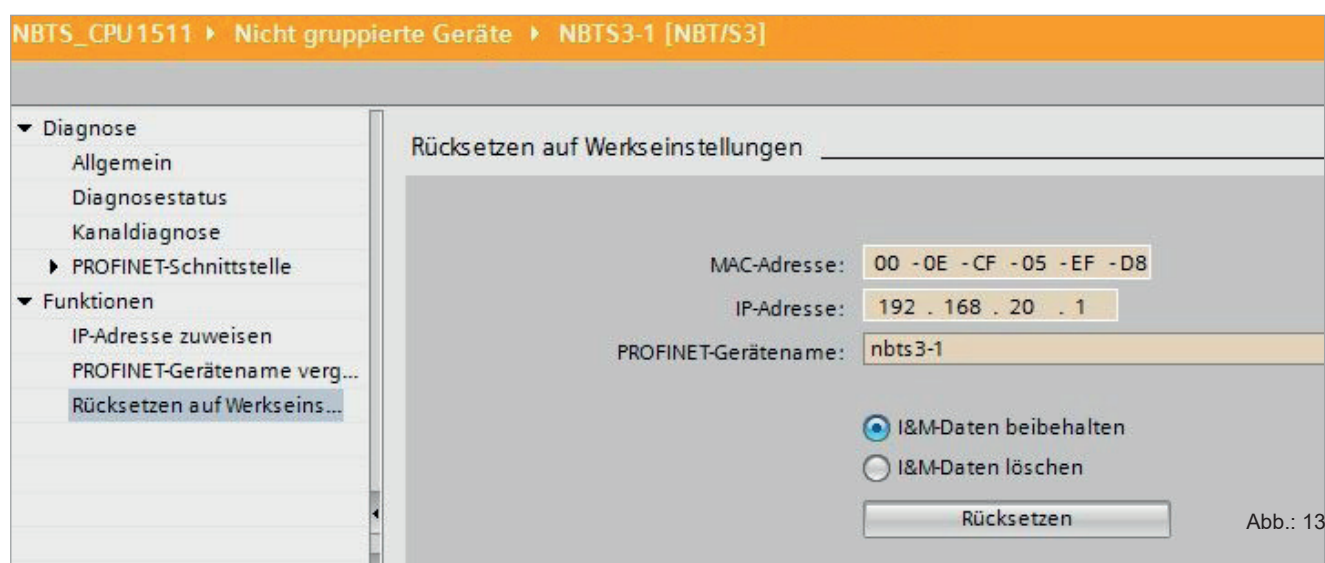 NBTS_CPU1511 ▸ Nicht gruppierte Geräte ▸ NBTS3-1 [NBT/S3]
Diagnose
Allgemein
Diagnosestatus
Kanaldiagnose
PROFINET-Schnittstelle
Funktionen
IP-Adresse zuweisen
PROFINET-Gerätename verg...
Rücksetzen auf Werkseins...
Rücksetzen auf Werkseinstellungen
MAC-Adresse: 00 -0E -CF -05 -EF -D8
IP-Adresse: 192 . 168 . 20 . 1
PROFINET-Gerätename: nbts3-1
I&M-Daten beibehalten
I&M-Daten löschen
Rücksetzen
Abb.: 13